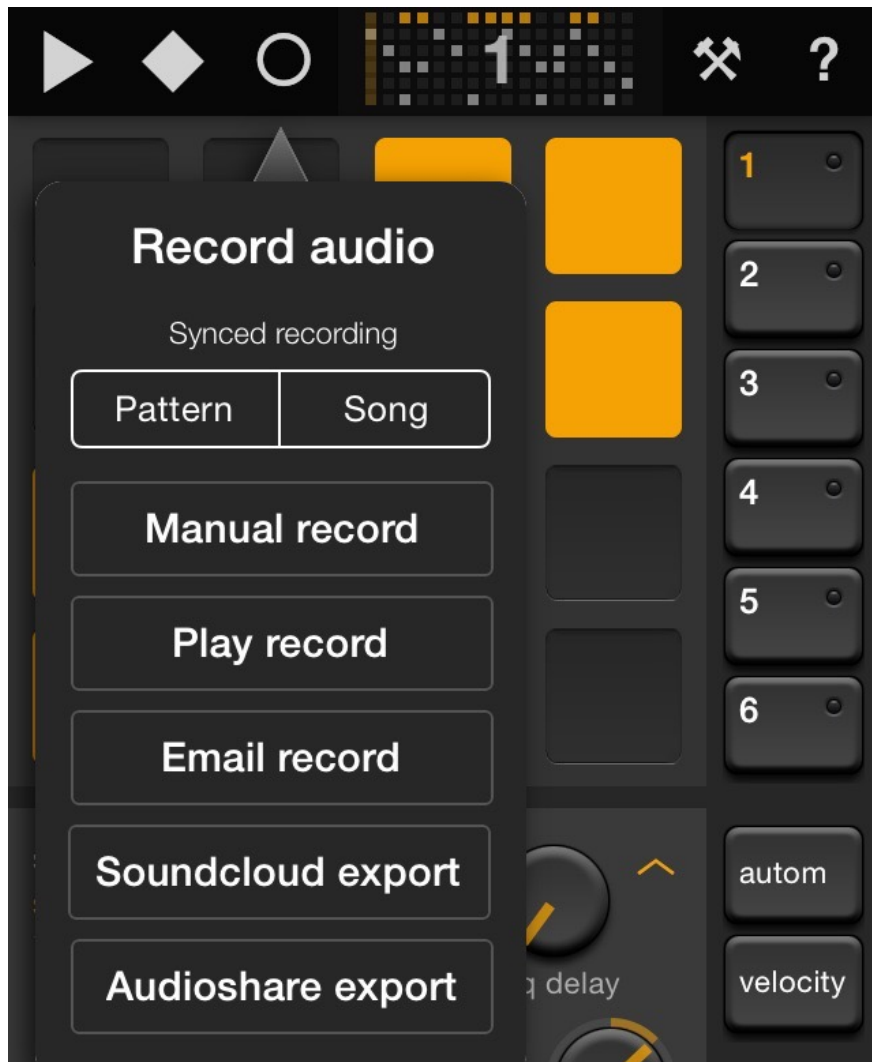 1
?
Record audio
Synced recording
Pattern Song
Manual record
Play record
Email record
Soundcloud export
Audioshare export
1
2
3
4
5
6
delay
autom
velocity